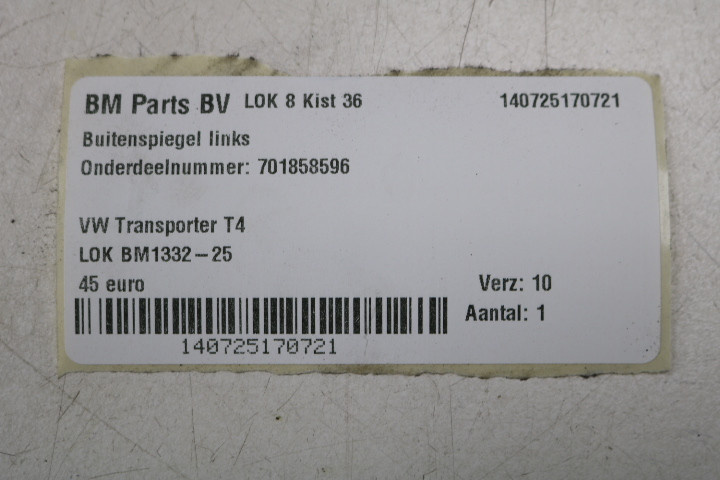 BM Parts BV LOK 8 Kist 36 140725170721
Buitenspiegel links
Onderdeelnummer: 701858596
VW Transporter T4
LOK BM1332-25
45 euro Verz: 10
Aantal: 1
140725170721